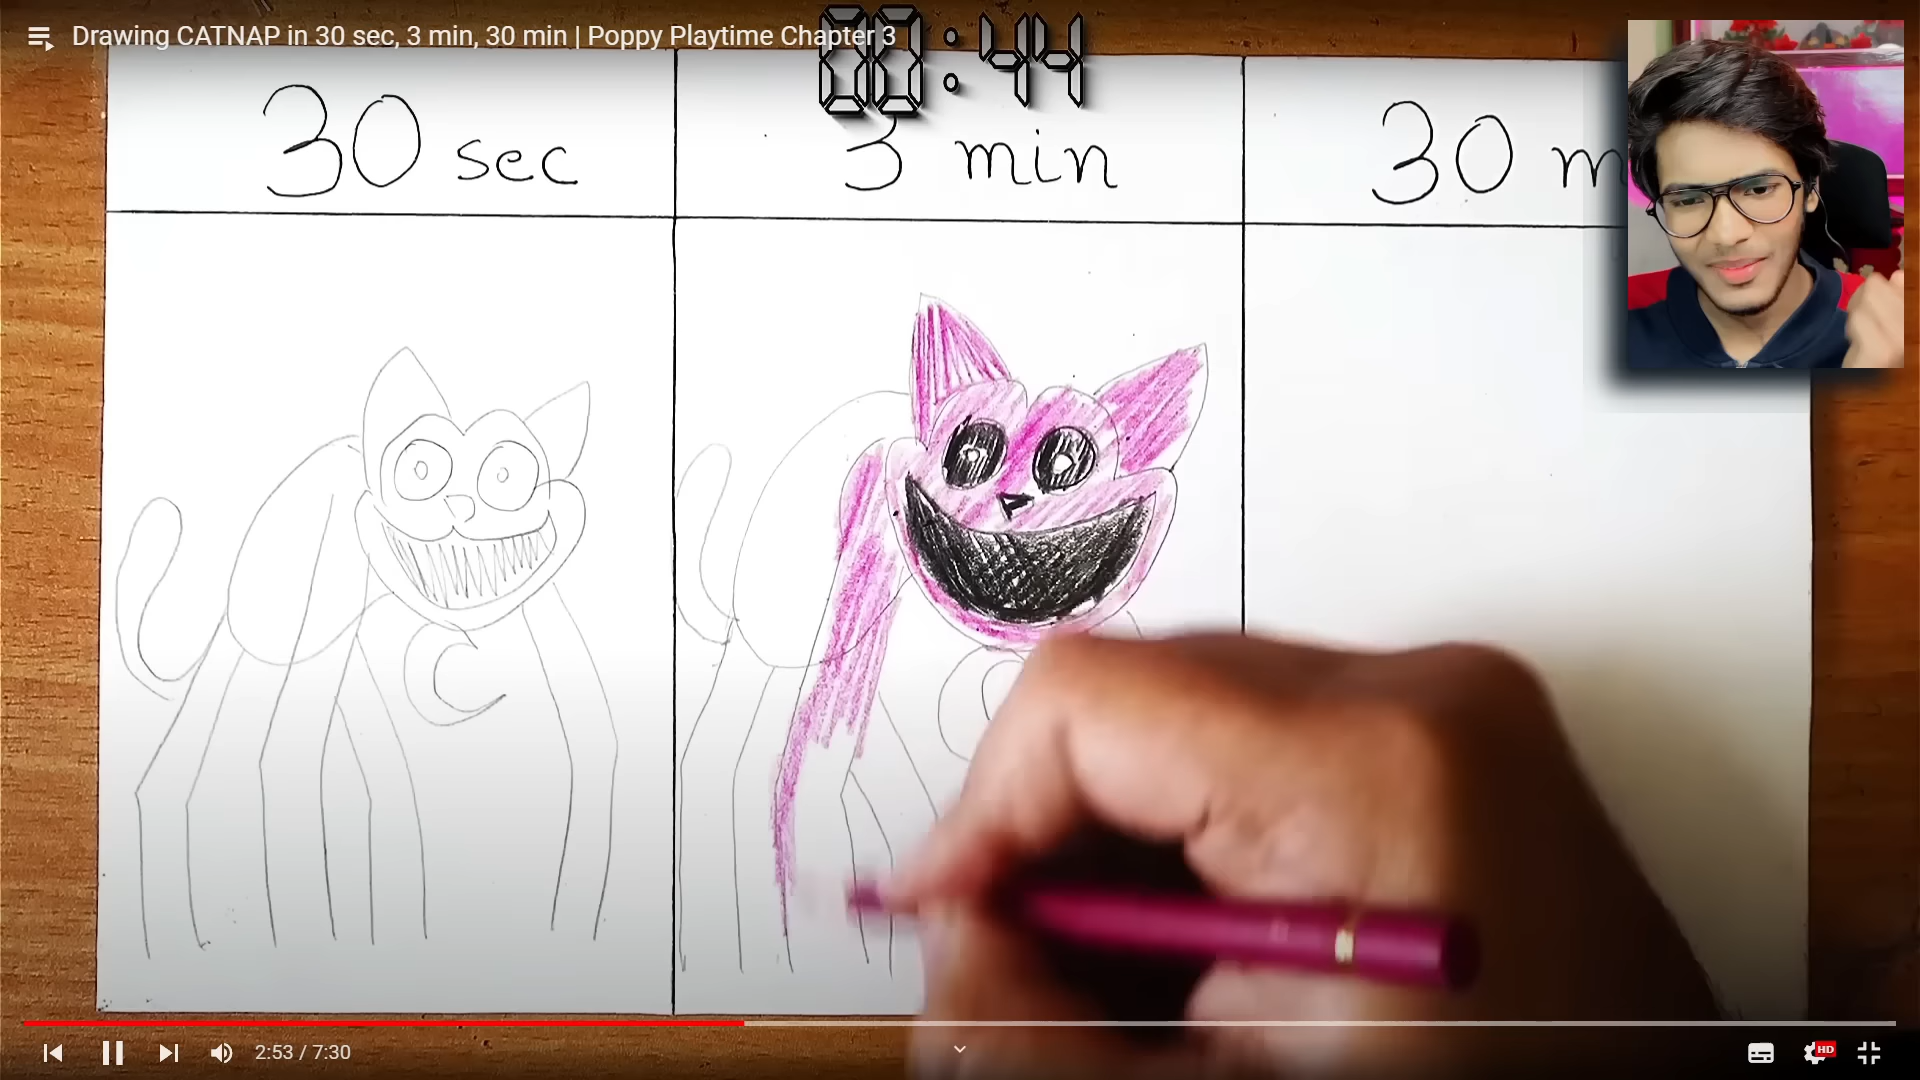 Drawing CATNAP in 30 sec, 3 min, 30 min | Poppy Playtime Chapter 3
00:44
30 sec
3 min
30 m
2:53 / 7:30
HD